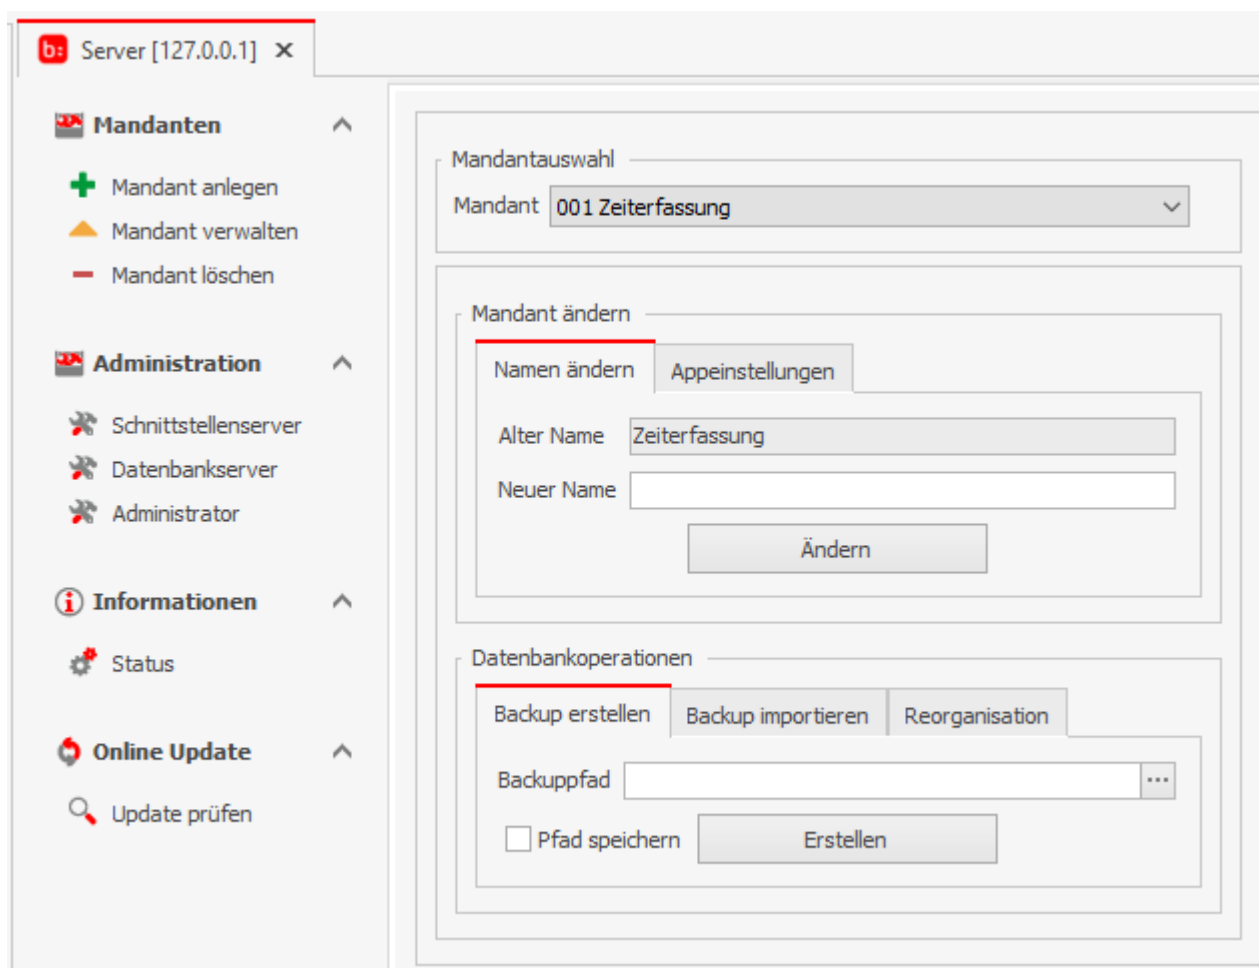 b: Server [127.0.0.1]
Mandanten
Mandant anlegen
Mandant verwalten
Mandant löschen
Administration
Schnittstellenserver
Datenbankserver
Administrator
Informationen
Status
Online Update
Update prüfen
Mandantauswahl
Mandant 001 Zeiterfassung
Mandant ändern
Namen ändern Appeinstellungen
Alter Name Zeiterfassung
Neuer Name
Ändern
Datenbankoperationen
Backup erstellen Backup importieren Reorganisation
Backuppfad ...
Pfad speichern Erstellen